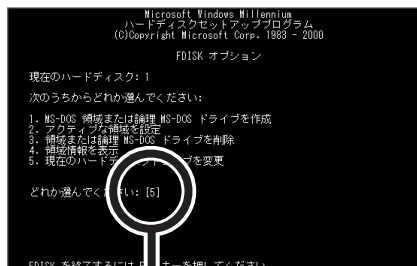 Microsoft Windows Millennium
ハードディスクセットアッププログラム
(C)Copyright Microsoft Corp. 1983 - 2000
FDISK オプション
現在のハードディスク: 1
次のうちからどれか選んでください:
1. MS-DOS 領域または論理 MS-DOS ドライブを作成
2. アクティブな領域を設定
3. 領域または論理 MS-DOS ドライブを削除
4. 領域情報を表示
5. 現在のハードディスクドライブを変更
どれか選んでください: [5]
FDISK を終了するには キーを押してください